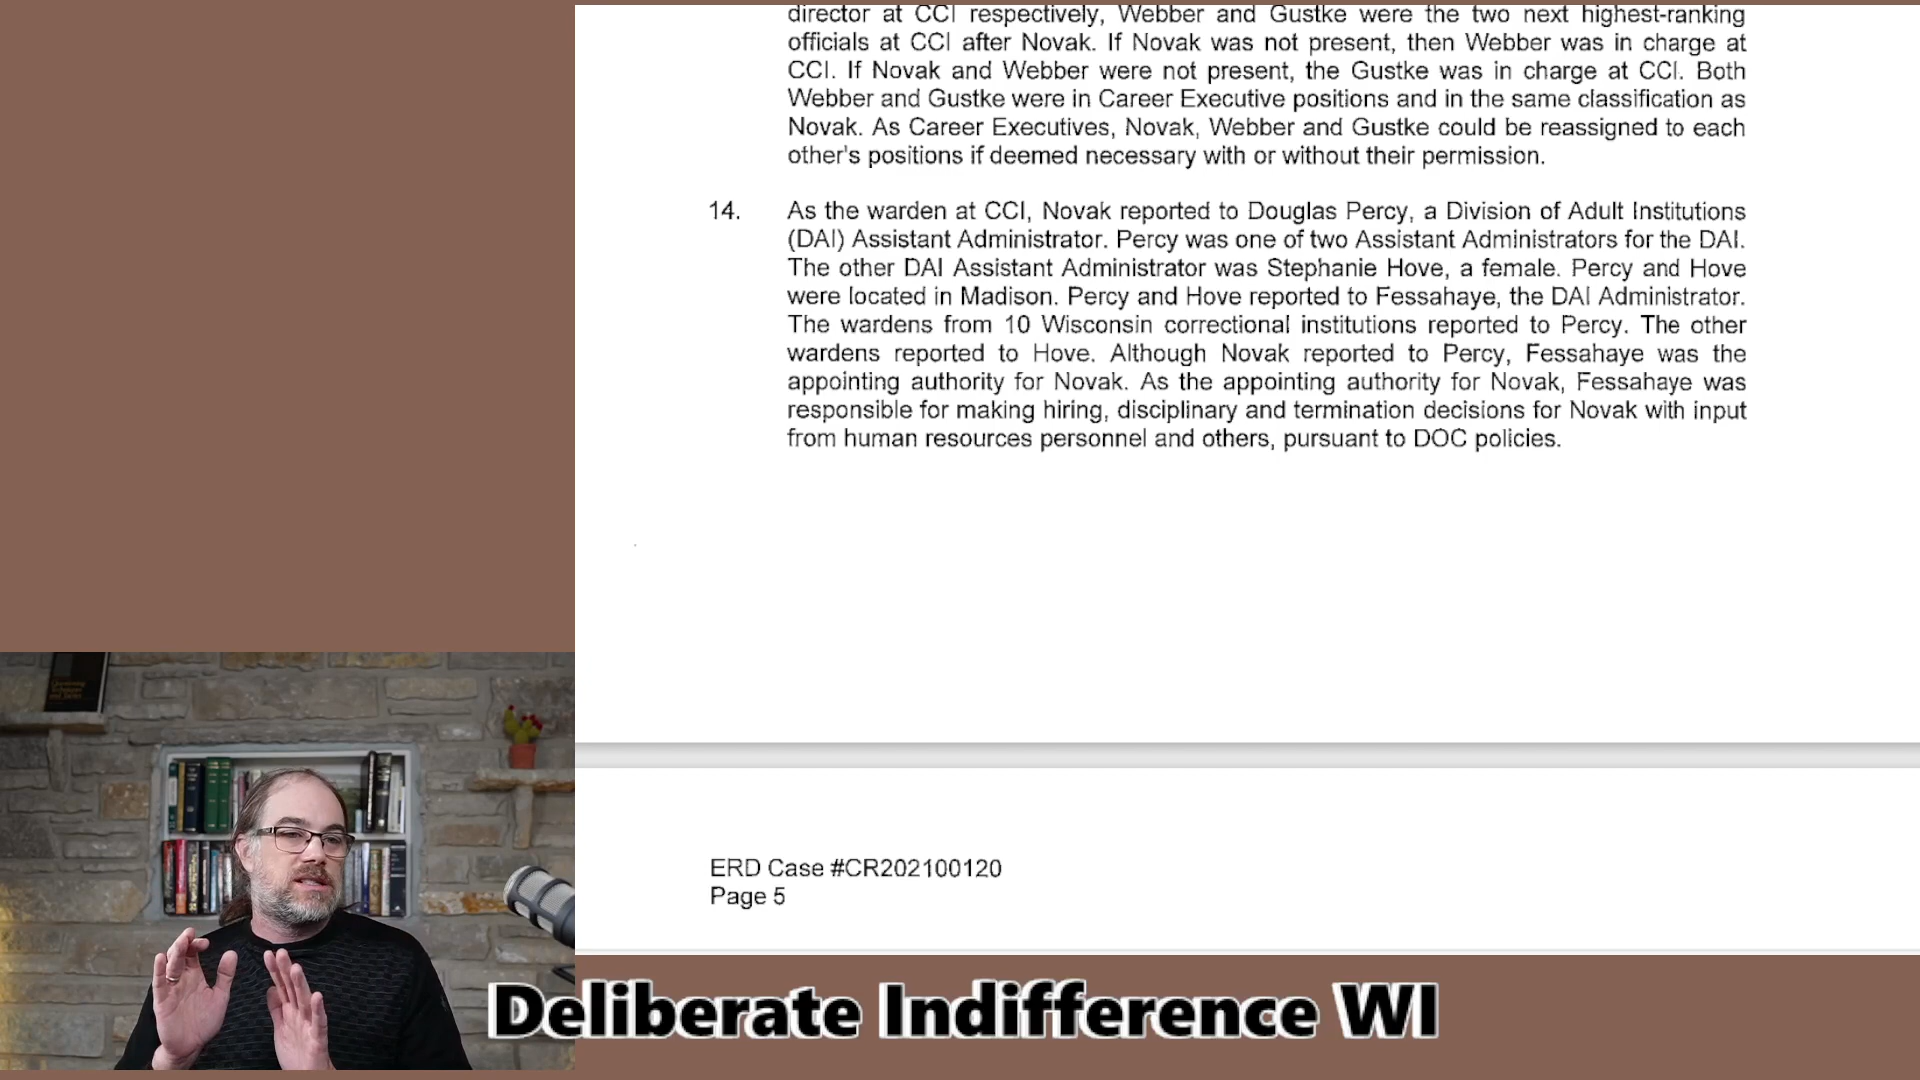 director at CCI respectively, Webber and Gustke were the two next highest-ranking
officials at CCI after Novak. If Novak was not present, then Webber was in charge at
CCI. If Novak and Webber were not present, the Gustke was in charge at CCI. Both
Webber and Gustke were in Career Executive positions and in the same classification as
Novak. As Career Executives, Novak, Webber and Gustke could be reassigned to each
other's positions if deemed necessary with or without their permission.
14. As the warden at CCI, Novak reported to Douglas Percy, a Division of Adult Institutions
(DAI) Assistant Administrator. Percy was one of two Assistant Administrators for the DAI.
The other DAI Assistant Administrator was Stephanie Hove, a female. Percy and Hove
were located in Madison. Percy and Hove reported to Fessahaye, the DAI Administrator.
The wardens from 10 Wisconsin correctional institutions reported to Percy. The other
wardens reported to Hove. Although Novak reported to Percy, Fessahaye was the
appointing authority for Novak. As the appointing authority for Novak, Fessahaye was
responsible for making hiring, disciplinary and termination decisions for Novak with input
from human resources personnel and others, pursuant to DOC policies.
ERD Case #CR202100120
Page 5
Deliberate Indifference WI